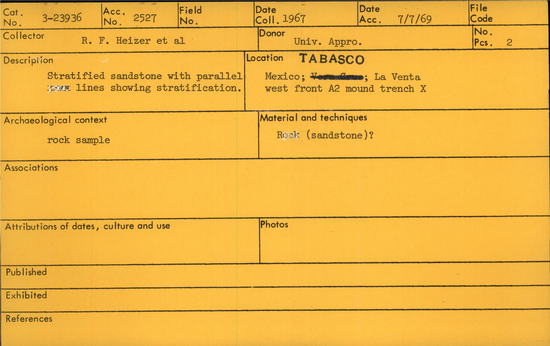 Cat. No. 3-23936 Acc. No. 2527 Field No. Date Coll. 1967 Date Acc. 7/7/69 File Code
Collector R. F. Heizer et al Donor Univ. Appro. No. Pcs. 2
Description
Stratified sandstone with parallel
lines showing stratification.
Location TABASCO
Mexico; Vera Cruz; La Venta
west front A2 mound trench X
Archaeological context
rock sample
Material and techniques
Rock (sandstone)?
Associations
Attributions of dates, culture and use
Photos
Published
Exhibited
References